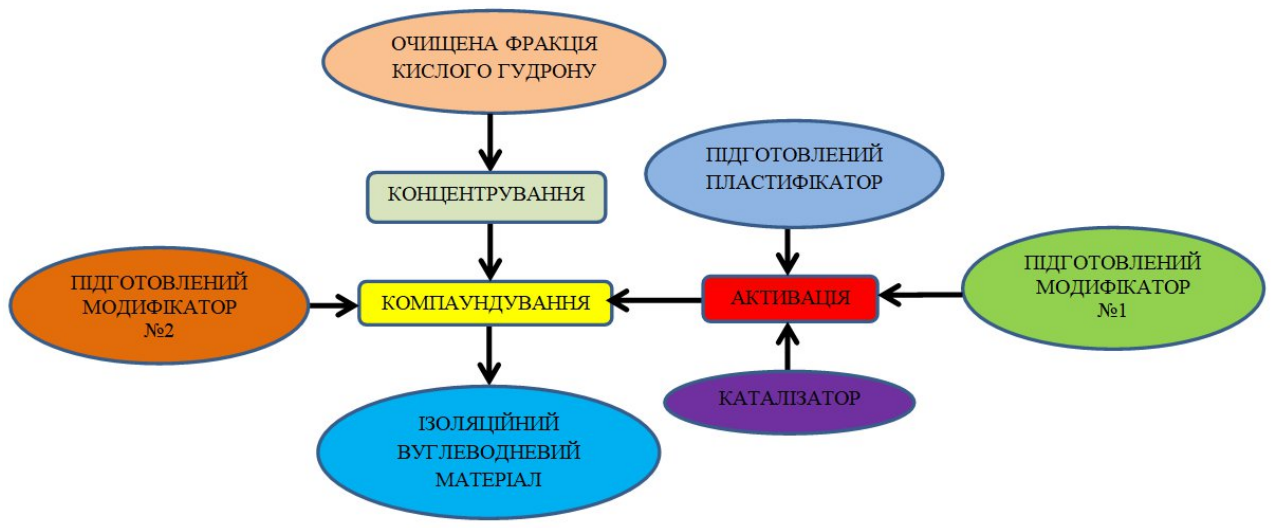 ОЧИЩЕНА ФРАКЦІЯ
КИСЛОГО ГУДРОНУ
ПІДГОТОВЛЕНИЙ
ПЛАСТИФІКАТОР
КОНЦЕНТРУВАННЯ
ПІДГОТОВЛЕНИЙ
МОДИФІКАТОР
№2
КОМПАУНДУВАННЯ
АКТИВАЦІЯ
ПІДГОТОВЛЕНИЙ
МОДИФІКАТОР
№1
КАТАЛІЗАТОР
ІЗОЛЯЦІЙНИЙ
ВУГЛЕВОДНЕВИЙ
МАТЕРІАЛ